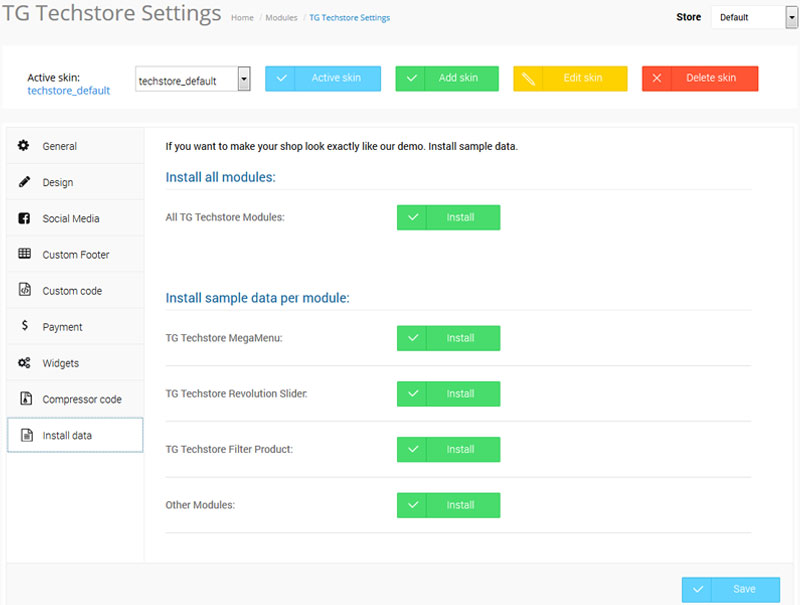 TG Techstore Settings Home / Modules / TG Techstore Settings Store Default
Active skin: techstore_default Active skin Add skin Edit skin Delete skin
techstore_default
General
Design
Social Media
Custom Footer
Custom code
Payment
Widgets
Compressor code
Install data
If you want to make your shop look exactly like our demo. Install sample data.
Install all modules:
All TG Techstore Modules: Install
Install sample data per module:
TG Techstore MegaMenu: Install
TG Techstore Revolution Slider: Install
TG Techstore Filter Product: Install
Other Modules: Install
Save